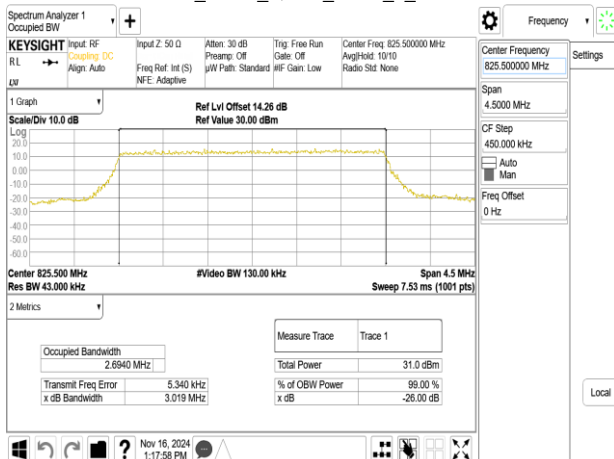 Spectrum Analyzer 1
Occupied BW
Frequency
KEYSIGHT
RL
Input: RF
Coupling: DC
Align: Auto
Input Z: 50 Ω
Freq Ref: Int (S)
NFE: Adaptive
Atten: 30 dB
Preamp: Off
µW Path: Standard
Trig: Free Run
Gate: Off
#IF Gain: Low
Center Freq: 825.500000 MHz
Avg|Hold: 10/10
Radio Std: None
Center Frequency
825.500000 MHz
Settings
Span
4.5000 MHz
CF Step
450.000 kHz
Auto
Man
Freq Offset
0 Hz
Local
1 Graph
Scale/Div 10.0 dB
Ref Lvl Offset 14.26 dB
Ref Value 30.00 dBm
Log
20.0
10.0
0.00
-10.0
-20.0
-30.0
-40.0
-50.0
-60.0
Center 825.500 MHz
#Video BW 130.00 kHz
Span 4.5 MHz
Res BW 43.000 kHz
Sweep 7.53 ms (1001 pts)
2 Metrics
Measure Trace Trace 1
Occupied Bandwidth
2.6940 MHz
Total Power 31.0 dBm
Transmit Freq Error 5.340 kHz
% of OBW Power 99.00 %
x dB Bandwidth 3.019 MHz
x dB -26.00 dB
?
Nov 16, 2024
1:17:58 PM